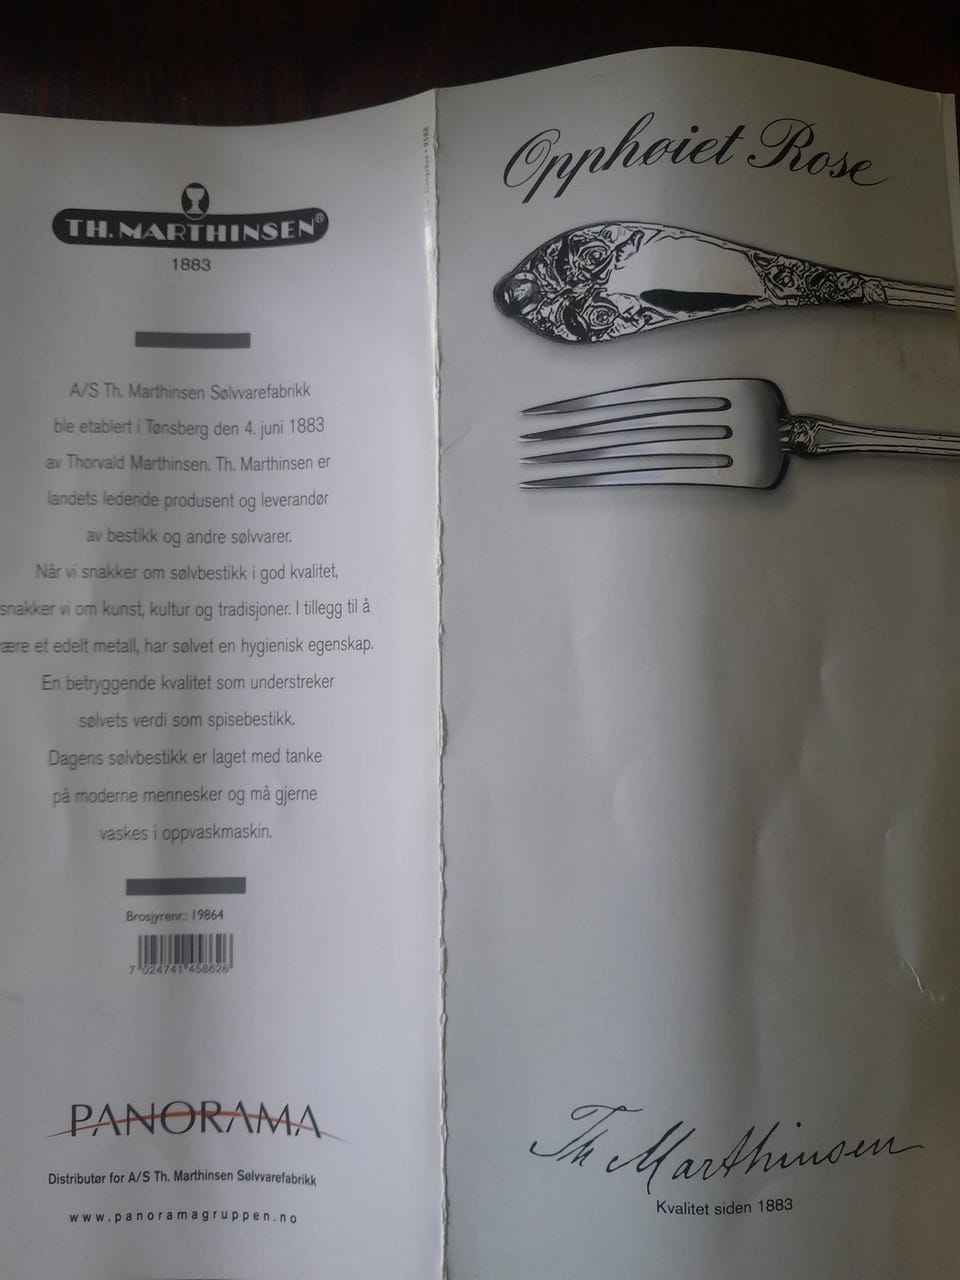 TH. MARTHINSEN®
1883
A/S Th. Marthinsen Sølvvarefabrikk
ble etablert i Tønsberg den 4. juni 1883
av Thorvald Marthinsen. Th. Marthinsen er
landets ledende produsent og leverandør
av bestikk og andre sølvvarer.
Når vi snakker om sølvbestikk i god kvalitet,
snakker vi om kunst, kultur og tradisjoner. I tillegg til å
ære et edelt metall, har sølvet en hygienisk egenskap.
En betryggende kvalitet som understreker
sølvets verdi som spisebestikk.
Dagens sølvbestikk er laget med tanke
på moderne mennesker og må gjerne
vaskes i oppvaskmaskin.
Brosjyrenr.: 19864
7 024741 458626
PANORAMA
Distributør for A/S Th. Marthinsen Sølvvarefabrikk
www.panoramagruppen.no
Opphøiet Rose
Th Marthinsen
Kvalitet siden 1883